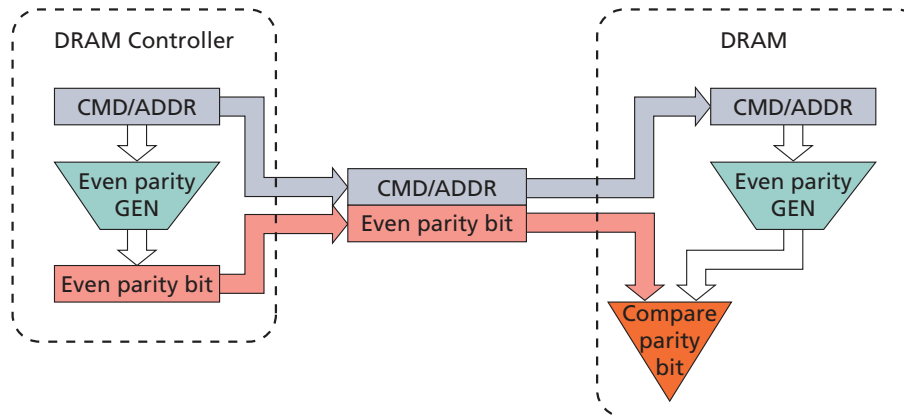 DRAM Controller
CMD/ADDR
Even parity
GEN
Even parity bit
CMD/ADDR
Even parity bit
DRAM
CMD/ADDR
Even parity
GEN
Compare
parity
bit